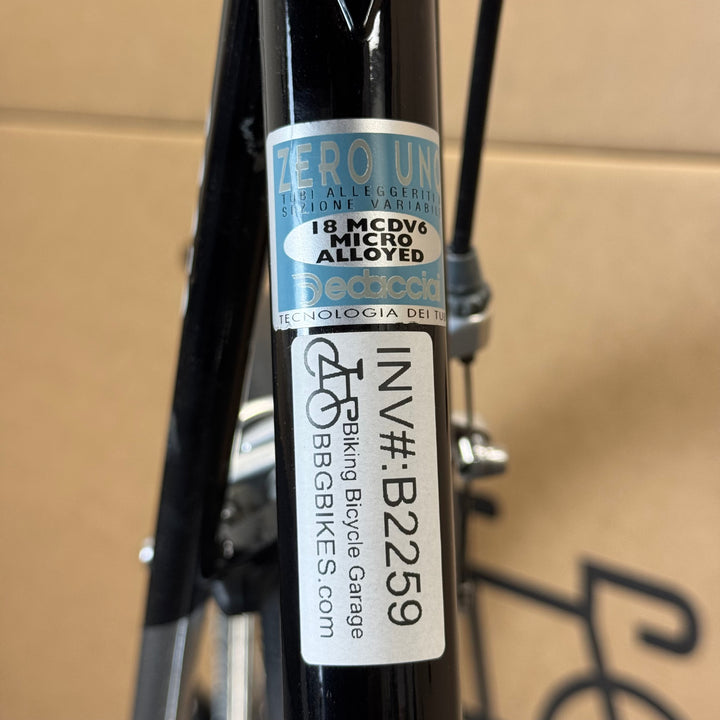 ZERO UNO
TUBI ALLEGGERITI A
SEZIONE VARIABILE
18 MCDV6
MICRO
ALLOYED
Dedacciai
TECNOLOGIA DEI TU
INV#:B2259
Biking Bicycle Garage
BBGBIKES.com